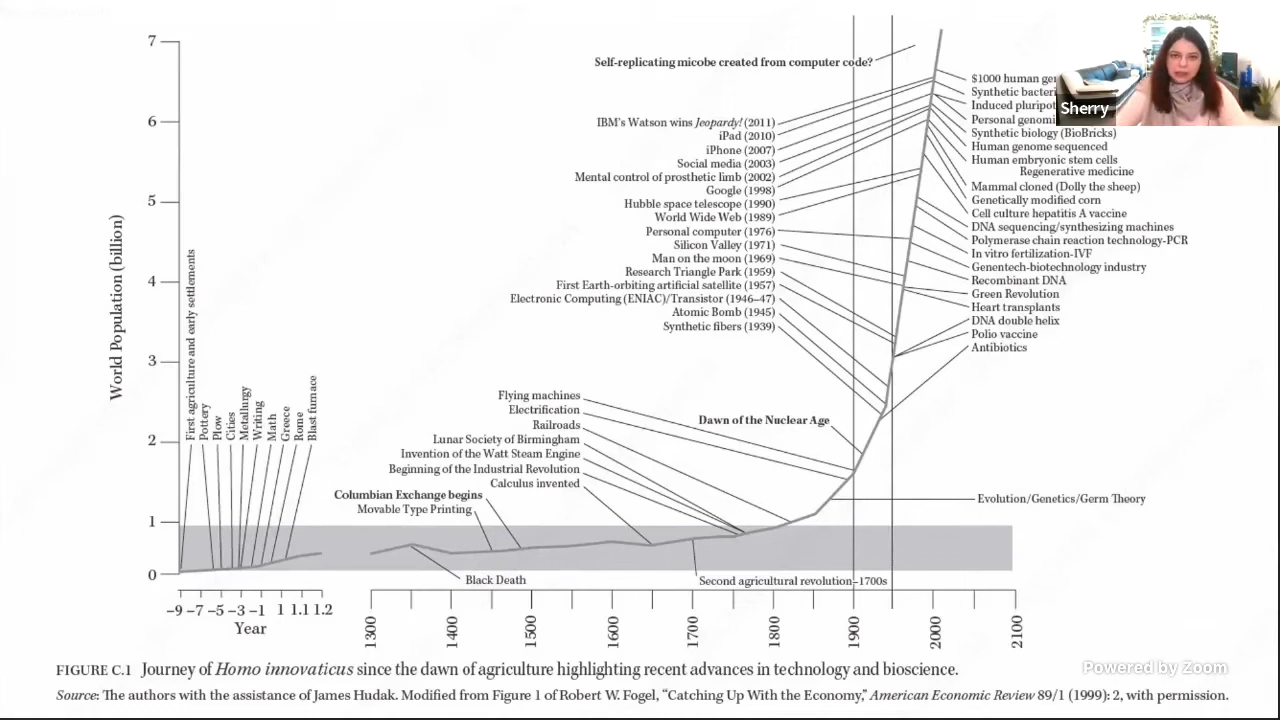 7
6
5
4
3
2
1
0
World Population (billion)
First agriculture and early settlements
Pottery
Plow
Cities
Metallurgy
Writing
Math
Greece
Rome
Blast furnace
Self-replicating micobe created from computer code?
IBM's Watson wins Jeopardy! (2011)
iPad (2010)
iPhone (2007)
Social media (2003)
Mental control of prosthetic limb (2002)
Google (1998)
Hubble space telescope (1990)
World Wide Web (1989)
Personal computer (1976)
Silicon Valley (1971)
Man on the moon (1969)
Research Triangle Park (1959)
First Earth-orbiting artificial satellite (1957)
Electronic Computing (ENIAC)/Transistor (1946–47)
Atomic Bomb (1945)
Synthetic fibers (1939)
Flying machines
Electrification
Railroads
Lunar Society of Birmingham
Invention of the Watt Steam Engine
Beginning of the Industrial Revolution
Calculus invented
Columbian Exchange begins
Movable Type Printing
Dawn of the Nuclear Age
$1000 human
Synthetic
Induced
Personal
Synthetic biology (BioBricks)
Human genome sequenced
Human embryonic stem cells
Regenerative medicine
Mammal cloned (Dolly the sheep)
Genetically modified corn
Cell culture hepatitis A vaccine
DNA sequencing/synthesizing machines
Polymerase chain reaction technology-PCR
In vitro fertilization-IVF
Genentech-biotechnology industry
Recombinant DNA
Green Revolution
Heart transplants
DNA double helix
Polio vaccine
Antibiotics
Evolution/Genetics/Germ Theory
Black Death
Second agricultural revolution–1700s
–9 –7 –5 –3 –1 1 1.1 1.2
Year
1300 1400 1500 1600 1700 1800 1900 2000 2100
FIGURE C.1 Journey of Homo innovaticus since the dawn of agriculture highlighting recent advances in technology and bioscience.
Source: The authors with the assistance of James Hudak. Modified from Figure 1 of Robert W. Fogel, "Catching Up With the Economy," American Economic Review 89/1 (1999): 2, with permission.
Sherry
Powered by Zoom